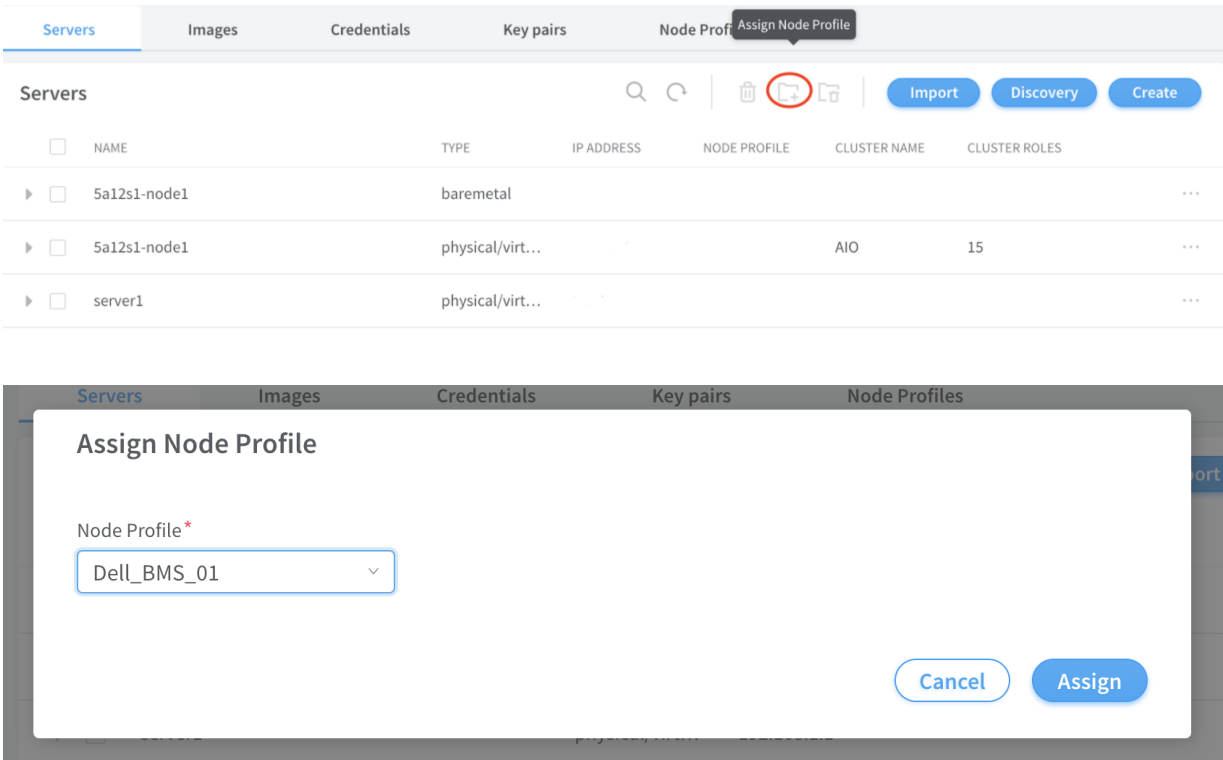 Servers Images Credentials Key pairs Node Profi Assign Node Profile
Servers Import Discovery Create
NAME TYPE IP ADDRESS NODE PROFILE CLUSTER NAME CLUSTER ROLES
5a12s1-node1 baremetal ...
5a12s1-node1 physical/virt... AIO 15 ...
server1 physical/virt... ...
Servers Images Credentials Key pairs Node Profiles
Assign Node Profile
ort
Node Profile*
Dell_BMS_01
Cancel Assign